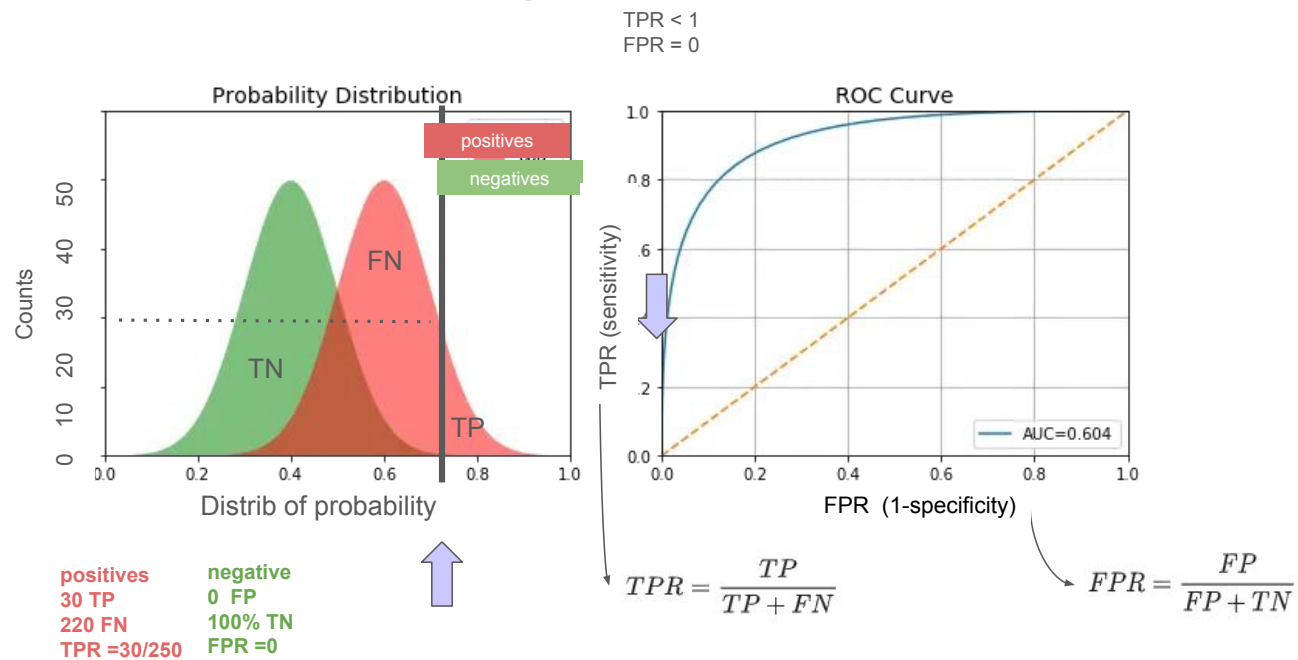 TPR < 1
FPR = 0
Probability Distribution
positives
negatives
FN
TN
TP
Counts
0
10
20
30
40
50
0.0
0.2
0.4
0.6
0.8
1.0
Distrib of probability
ROC Curve
1.0
0.8
.6
.2
0.0
TPR (sensitivity)
AUC=0.604
0.0
0.2
0.4
0.6
0.8
1.0
FPR (1-specificity)
positives
30 TP
220 FN
TPR =30/250
negative
0 FP
100% TN
FPR =0
TPR = TP / TP + FN
FPR = FP / FP + TN